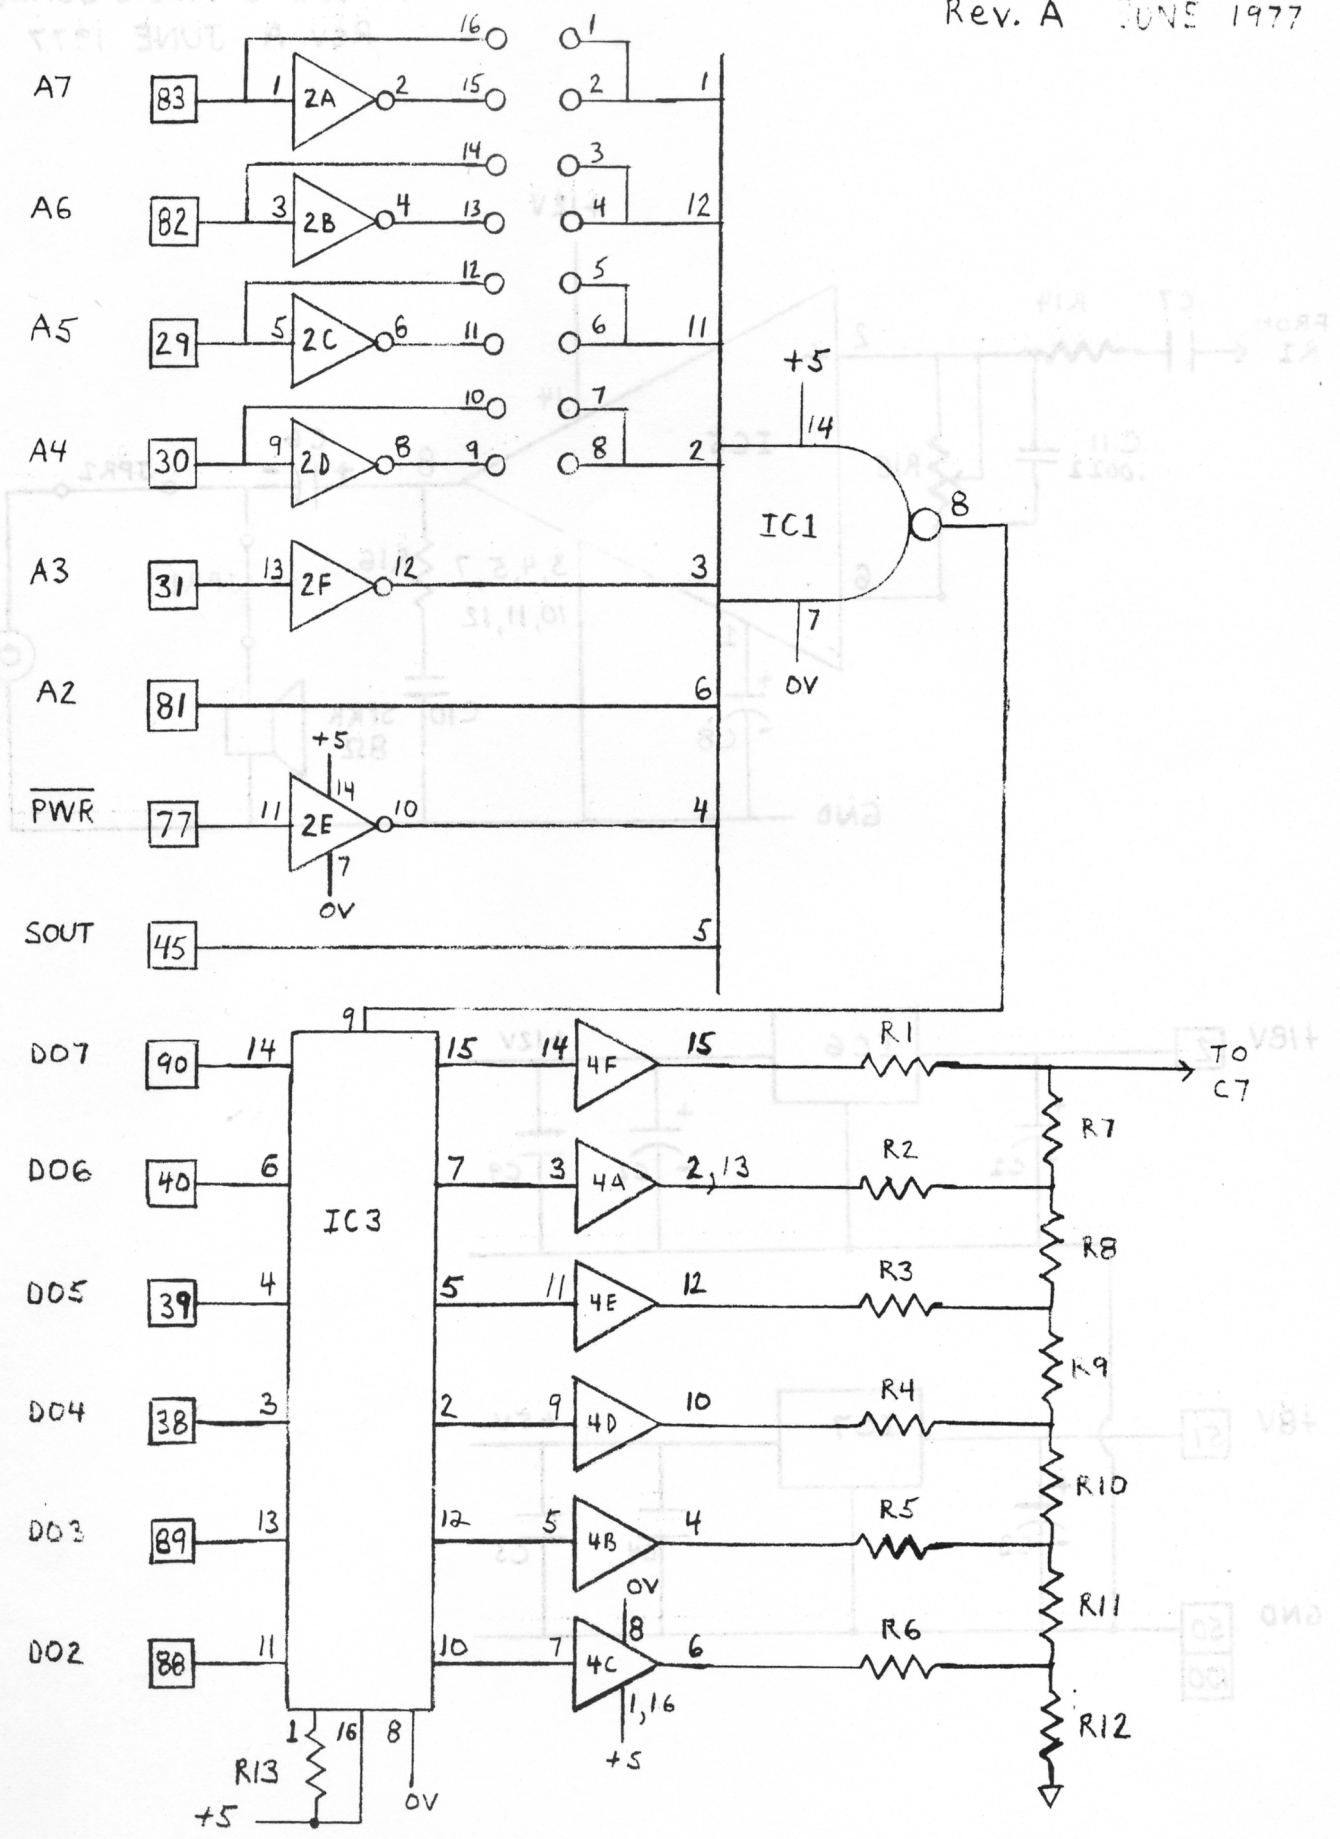 Rev. A JUNE 1977
A7 83 1 2A 2 16 15 1 2 1
A6 82 3 2B 4 14 13 3 4 12
A5 29 5 2C 6 12 11 5 6 11
A4 30 9 2D 8 10 9 7 8 2
+5
14
IC1 8
7
0V
A3 31 13 2F 12 3
A2 81 6
+5
14
PWR 77 11 2E 10 4
7
0V
SOUT 45 5
9
DO7 90 14 15 14 4F 15 R1
TO
C7
R7
DO6 40 6 7 3 4A 2,13 R2
IC3
R8
DO5 39 4 5 11 4E 12 R3
R9
DO4 38 3 2 9 4D 10 R4
R10
DO3 89 13 12 5 4B 4 R5
R11
0V
8
DO2 88 11 10 7 4C 6 R6
1,16
+5
R12
1 16 8
R13
+5
0V